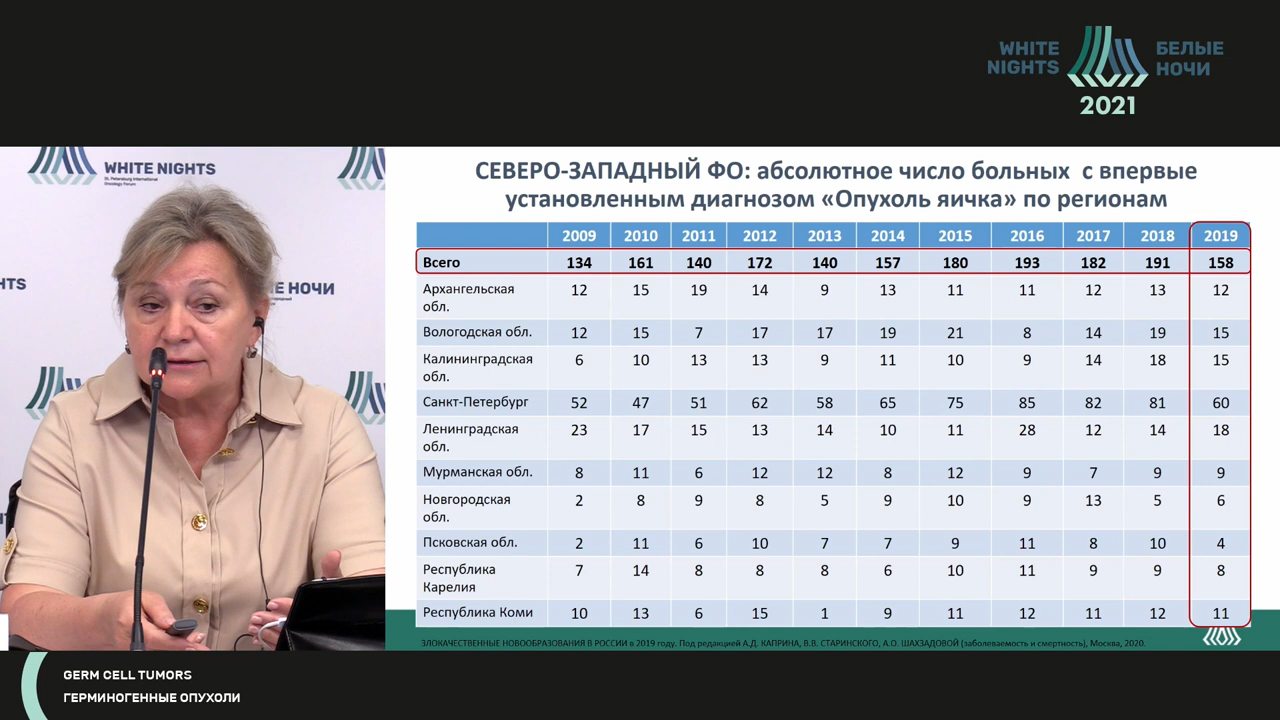 WHITE NIGHTS
БЕЛЫЕ НОЧИ
2021
WHITE NIGHTS
St. Petersburg International
Oncology Forum
НОЧИ
СЕВЕРО-ЗАПАДНЫЙ ФО: абсолютное число больных с впервые
установленным диагнозом «Опухоль яичка» по регионам
2009 2010 2011 2012 2013 2014 2015 2016 2017 2018 2019
Всего 134 161 140 172 140 157 180 193 182 191 158
Архангельская обл. 12 15 19 14 9 13 11 11 12 13 12
Вологодская обл. 12 15 7 17 17 19 21 8 14 19 15
Калининградская обл. 6 10 13 13 9 11 10 9 14 18 15
Санкт-Петербург 52 47 51 62 58 65 75 85 82 81 60
Ленинградская обл. 23 17 15 13 14 10 11 28 12 14 18
Мурманская обл. 8 11 6 12 12 8 12 9 7 9 9
Новгородская обл. 2 8 9 8 5 9 10 9 13 5 6
Псковская обл. 2 11 6 10 7 7 9 11 8 10 4
Республика Карелия 7 14 8 8 8 6 10 11 9 9 8
Республика Коми 10 13 6 15 1 9 11 12 11 12 11
ЗЛОКАЧЕСТВЕННЫЕ НОВООБРАЗОВАНИЯ В РОССИИ в 2019 году. Под редакцией А.Д. КАПРИНА, В.В. СТАРИНСКОГО, А.О. ШАХЗАДОВОЙ (заболеваемость и смертность), Москва, 2020.
GERM CELL TUMORS
ГЕРМИНОГЕННЫЕ ОПУХОЛИ